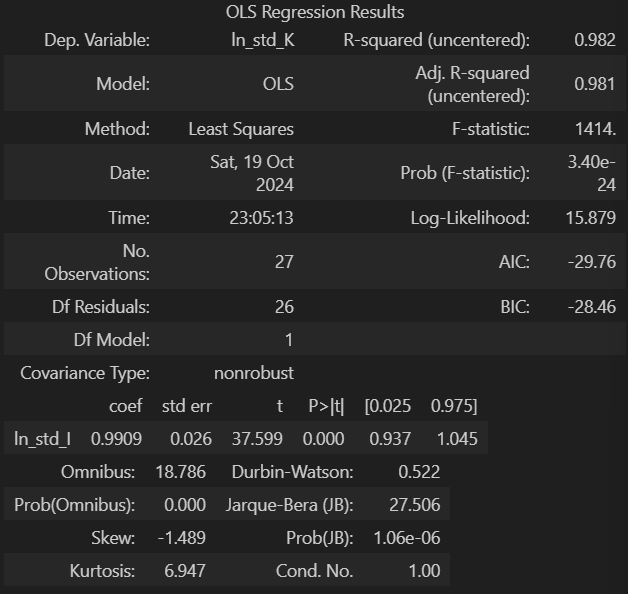 OLS Regression Results
Dep. Variable: ln_std_K R-squared (uncentered): 0.982
Model: OLS Adj. R-squared (uncentered): 0.981
Method: Least Squares F-statistic: 1414.
Date: Sat, 19 Oct 2024 Prob (F-statistic): 3.40e-24
Time: 23:05:13 Log-Likelihood: 15.879
No. Observations: 27 AIC: -29.76
Df Residuals: 26 BIC: -28.46
Df Model: 1
Covariance Type: nonrobust
coef std err t P>|t| [0.025 0.975]
ln_std_I 0.9909 0.026 37.599 0.000 0.937 1.045
Omnibus: 18.786 Durbin-Watson: 0.522
Prob(Omnibus): 0.000 Jarque-Bera (JB): 27.506
Skew: -1.489 Prob(JB): 1.06e-06
Kurtosis: 6.947 Cond. No. 1.00